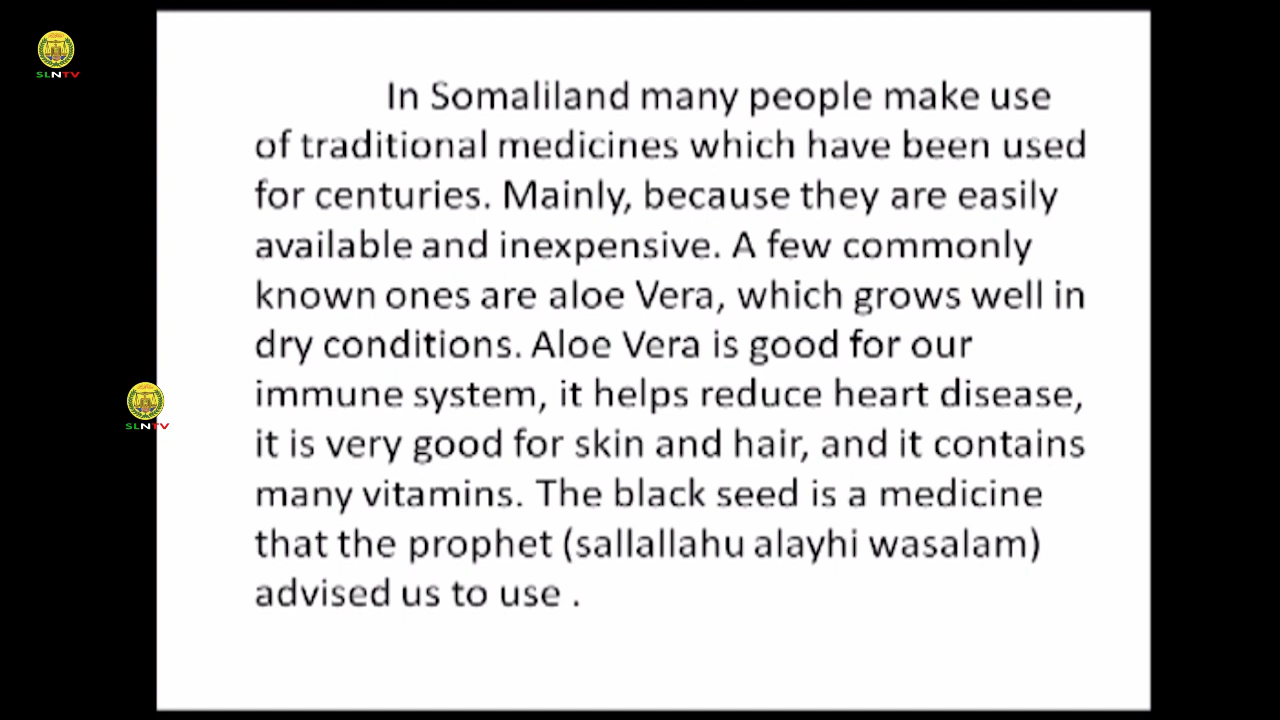 SLNTV
In Somaliland many people make use
of traditional medicines which have been used
for centuries. Mainly, because they are easily
available and inexpensive. A few commonly
known ones are aloe Vera, which grows well in
dry conditions. Aloe Vera is good for our
immune system, it helps reduce heart disease,
SLNTV
it is very good for skin and hair, and it contains
many vitamins. The black seed is a medicine
that the prophet (sallallahu alayhi wasalam)
advised us to use .